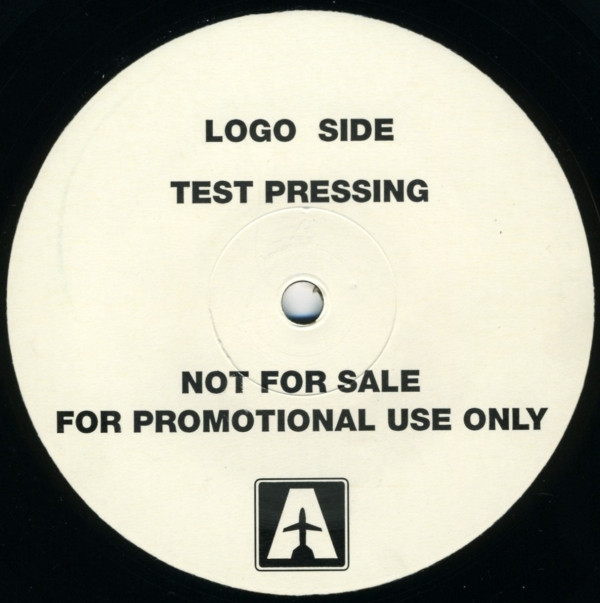 LOGO SIDE
TEST PRESSING
NOT FOR SALE
FOR PROMOTIONAL USE ONLY
A